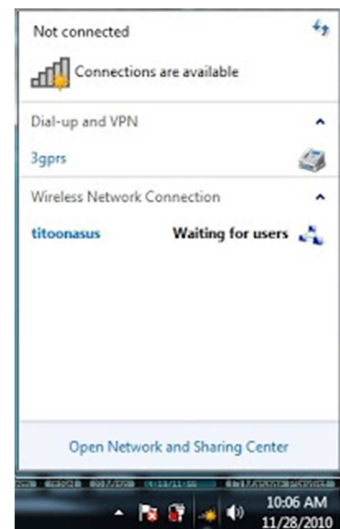 Not connected
Connections are available
Dial-up and VPN
3gprs
Wireless Network Connection
titoonasus Waiting for users
Open Network and Sharing Center
10:06 AM
11/28/2010